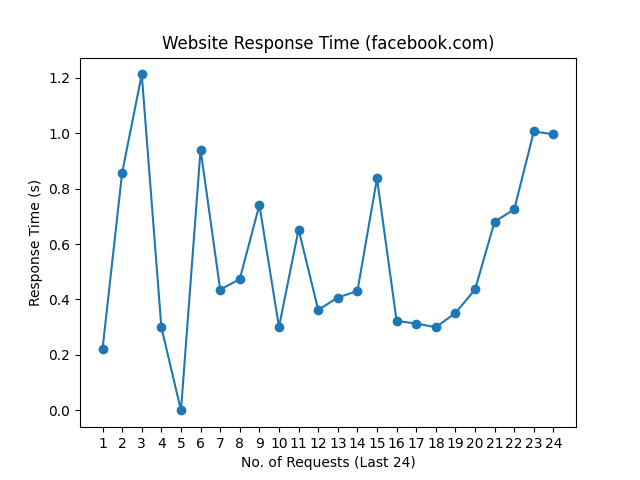 Website Response Time (facebook.com)
Response Time (s)
1.2
1.0
0.8
0.6
0.4
0.2
0.0
1 2 3 4 5 6 7 8 9 10 11 12 13 14 15 16 17 18 19 20 21 22 23 24
No. of Requests (Last 24)